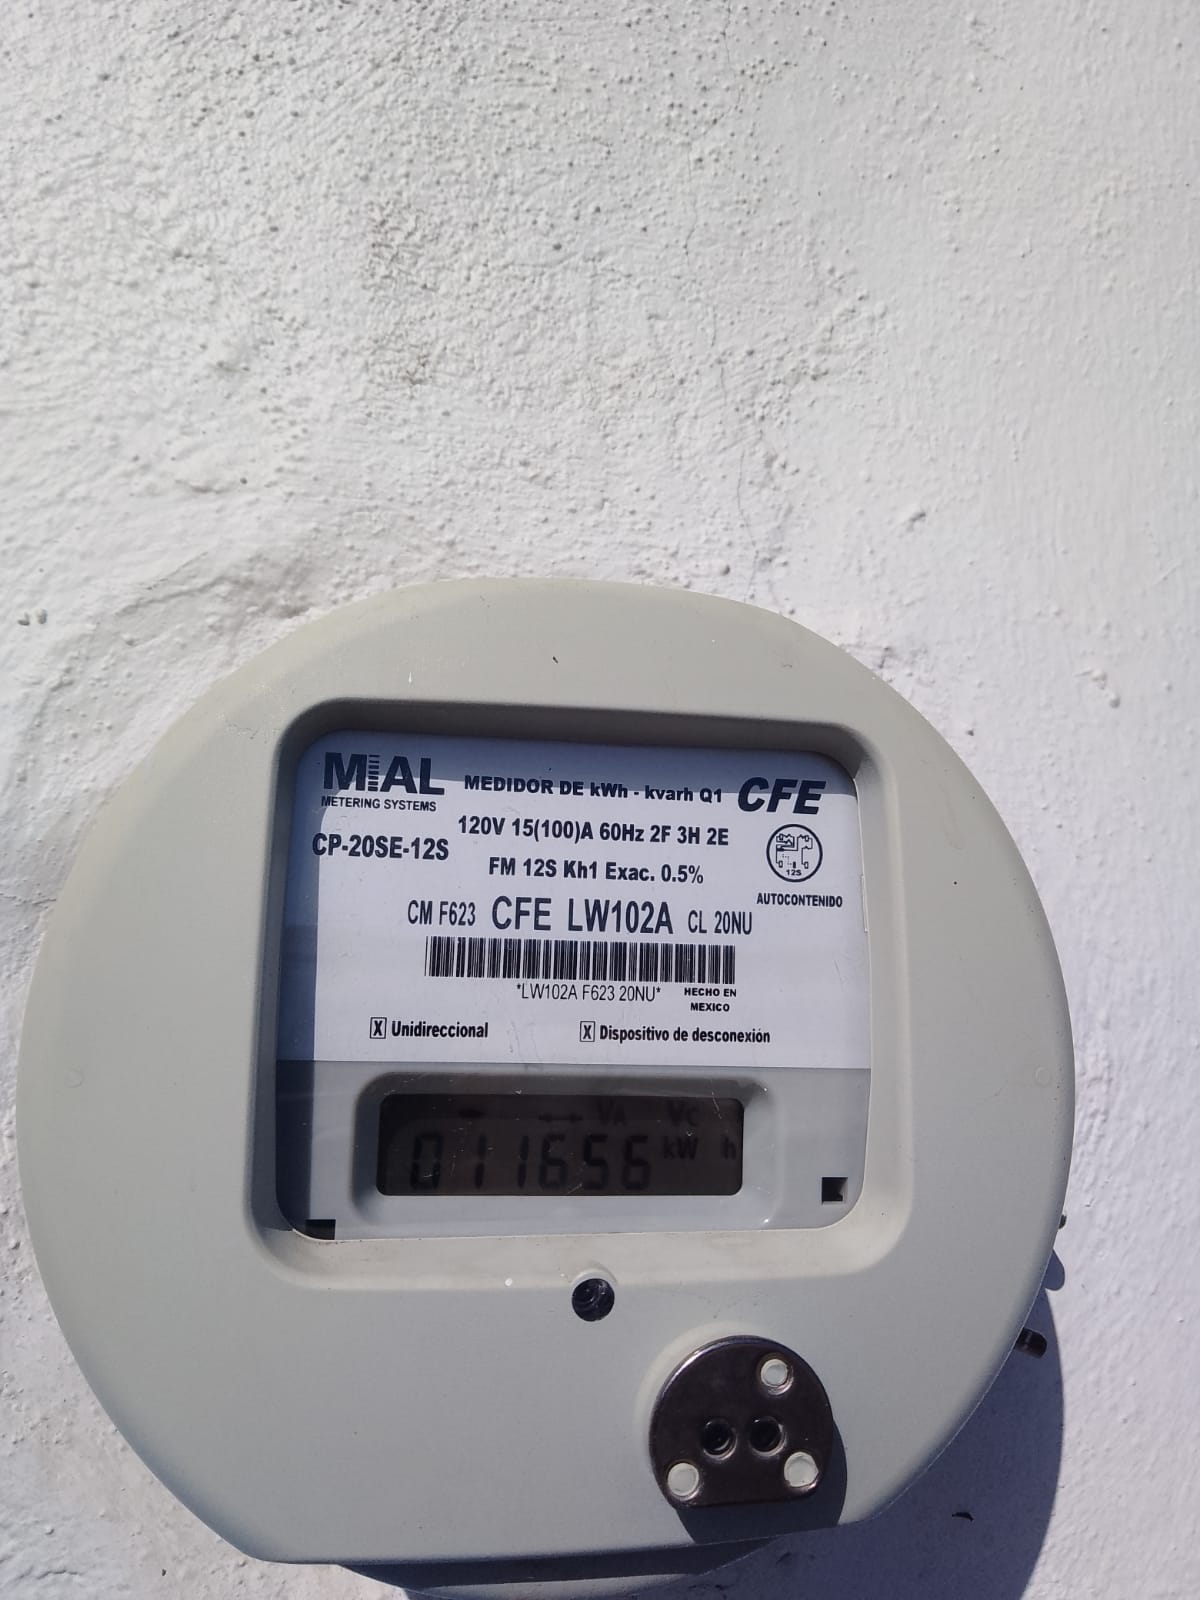 MIAL
METERING SYSTEMS
MEDIDOR DE kWh - kvarh Q1
CFE
CP-20SE-12S
120V 15(100)A 60Hz 2F 3H 2E
FM 12S Kh1 Exac. 0.5%
12S
AUTOCONTENIDO
CM F623 CFE LW102A CL 20NU
*LW102A F623 20NU*
HECHO EN
MEXICO
X Unidireccional
X Dispositivo de desconexión
VA VC
011656 kW h